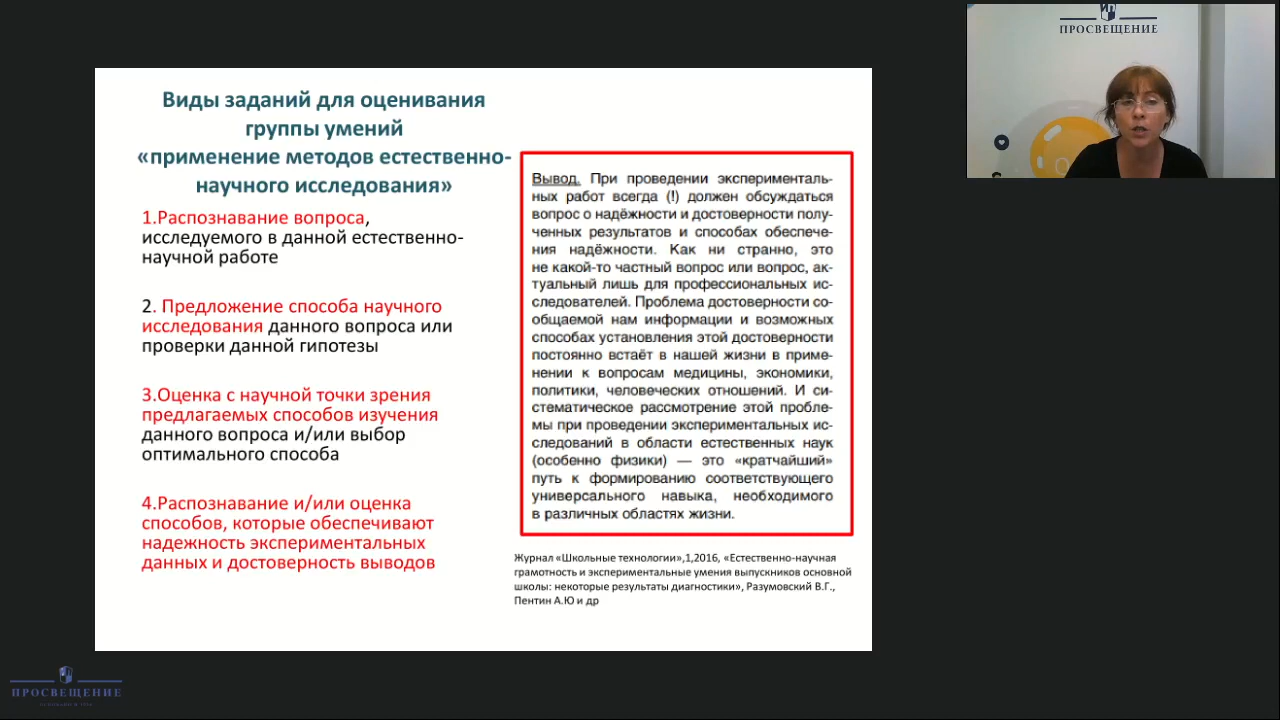 Виды заданий для оценивания
группы умений
«применение методов естественно-
научного исследования»
1.Распознавание вопроса,
исследуемого в данной естественно-
научной работе
2. Предложение способа научного
исследования данного вопроса или
проверки данной гипотезы
3.Оценка с научной точки зрения
предлагаемых способов изучения
данного вопроса и/или выбор
оптимального способа
4.Распознавание и/или оценка
способов, которые обеспечивают
надежность экспериментальных
данных и достоверность выводов
Вывод. При проведении эксперименталь-
ных работ всегда (!) должен обсуждаться
вопрос о надёжности и достоверности полу-
ченных результатов и способах обеспече-
ния надёжности. Как ни странно, это
не какой-то частный вопрос или вопрос, ак-
туальный лишь для профессиональных ис-
следователей. Проблема достоверности со-
общаемой нам информации и возможных
способах установления этой достоверности
постоянно встаёт в нашей жизни в приме-
нении к вопросам медицины, экономики,
политики, человеческих отношений. И си-
стематическое рассмотрение этой пробле-
мы при проведении экспериментальных ис-
следований в области естественных наук
(особенно физики) — это «кратчайший»
путь к формированию соответствующего
универсального навыка, необходимого
в различных областях жизни.
Журнал «Школьные технологии»,1,2016, «Естественно-научная
грамотность и экспериментальные умения выпускников основной
школы: некоторые результаты диагностики», Разумовский В.Г.,
Пентин А.Ю и др
ПРОСВЕЩЕНИЕ
ПРОСВЕЩЕНИЕ